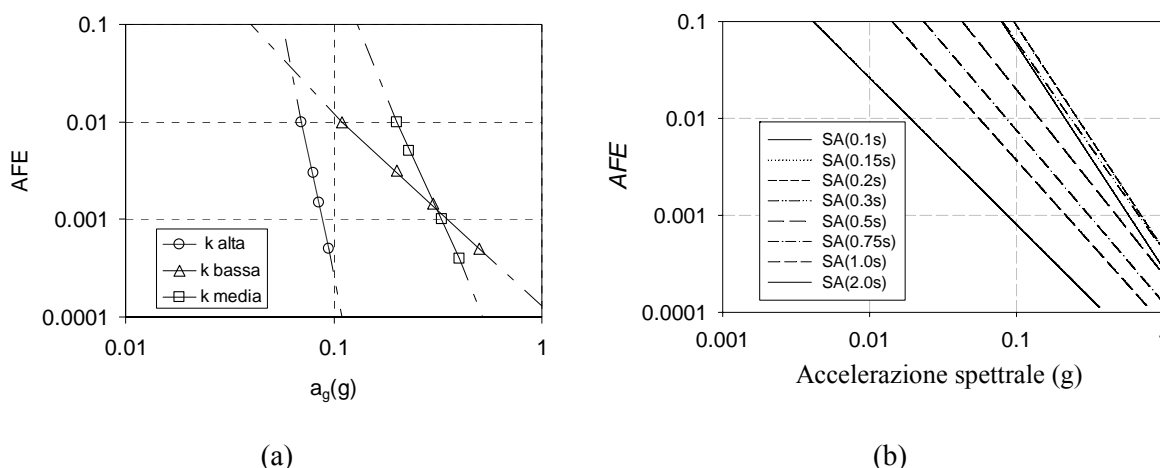 0.1
0.01
0.001
0.0001
AFE
k alta
k bassa
k media
0.01
0.1
1
a_g(g)
(a)
0.1
0.01
0.001
0.0001
AFE
SA(0.1s)
SA(0.15s)
SA(0.2s)
SA(0.3s)
SA(0.5s)
SA(0.75s)
SA(1.0s)
SA(2.0s)
0.001
0.01
0.1
1
Accelerazione spettrale (g)
(b)